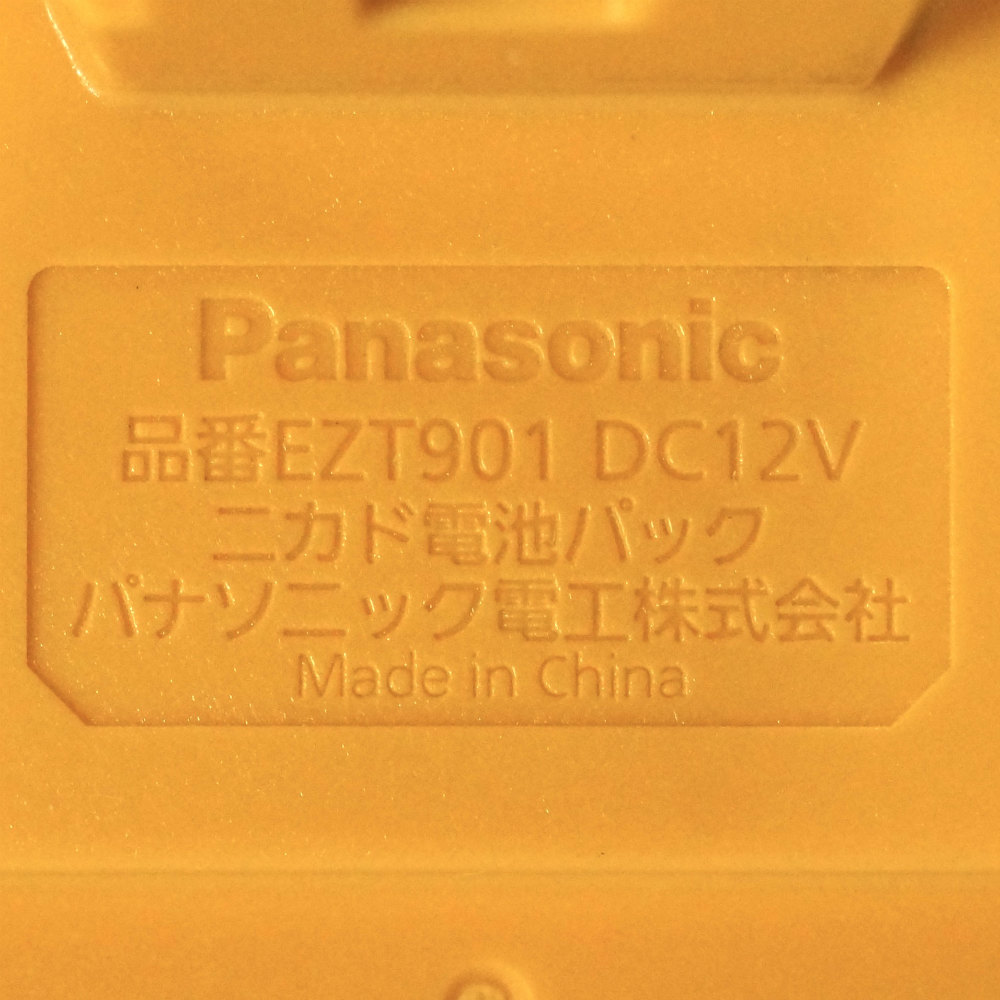 Panasonic
品番EZT901 DC12V
ニカド電池パック
パナソニック電工株式会社
Made in China